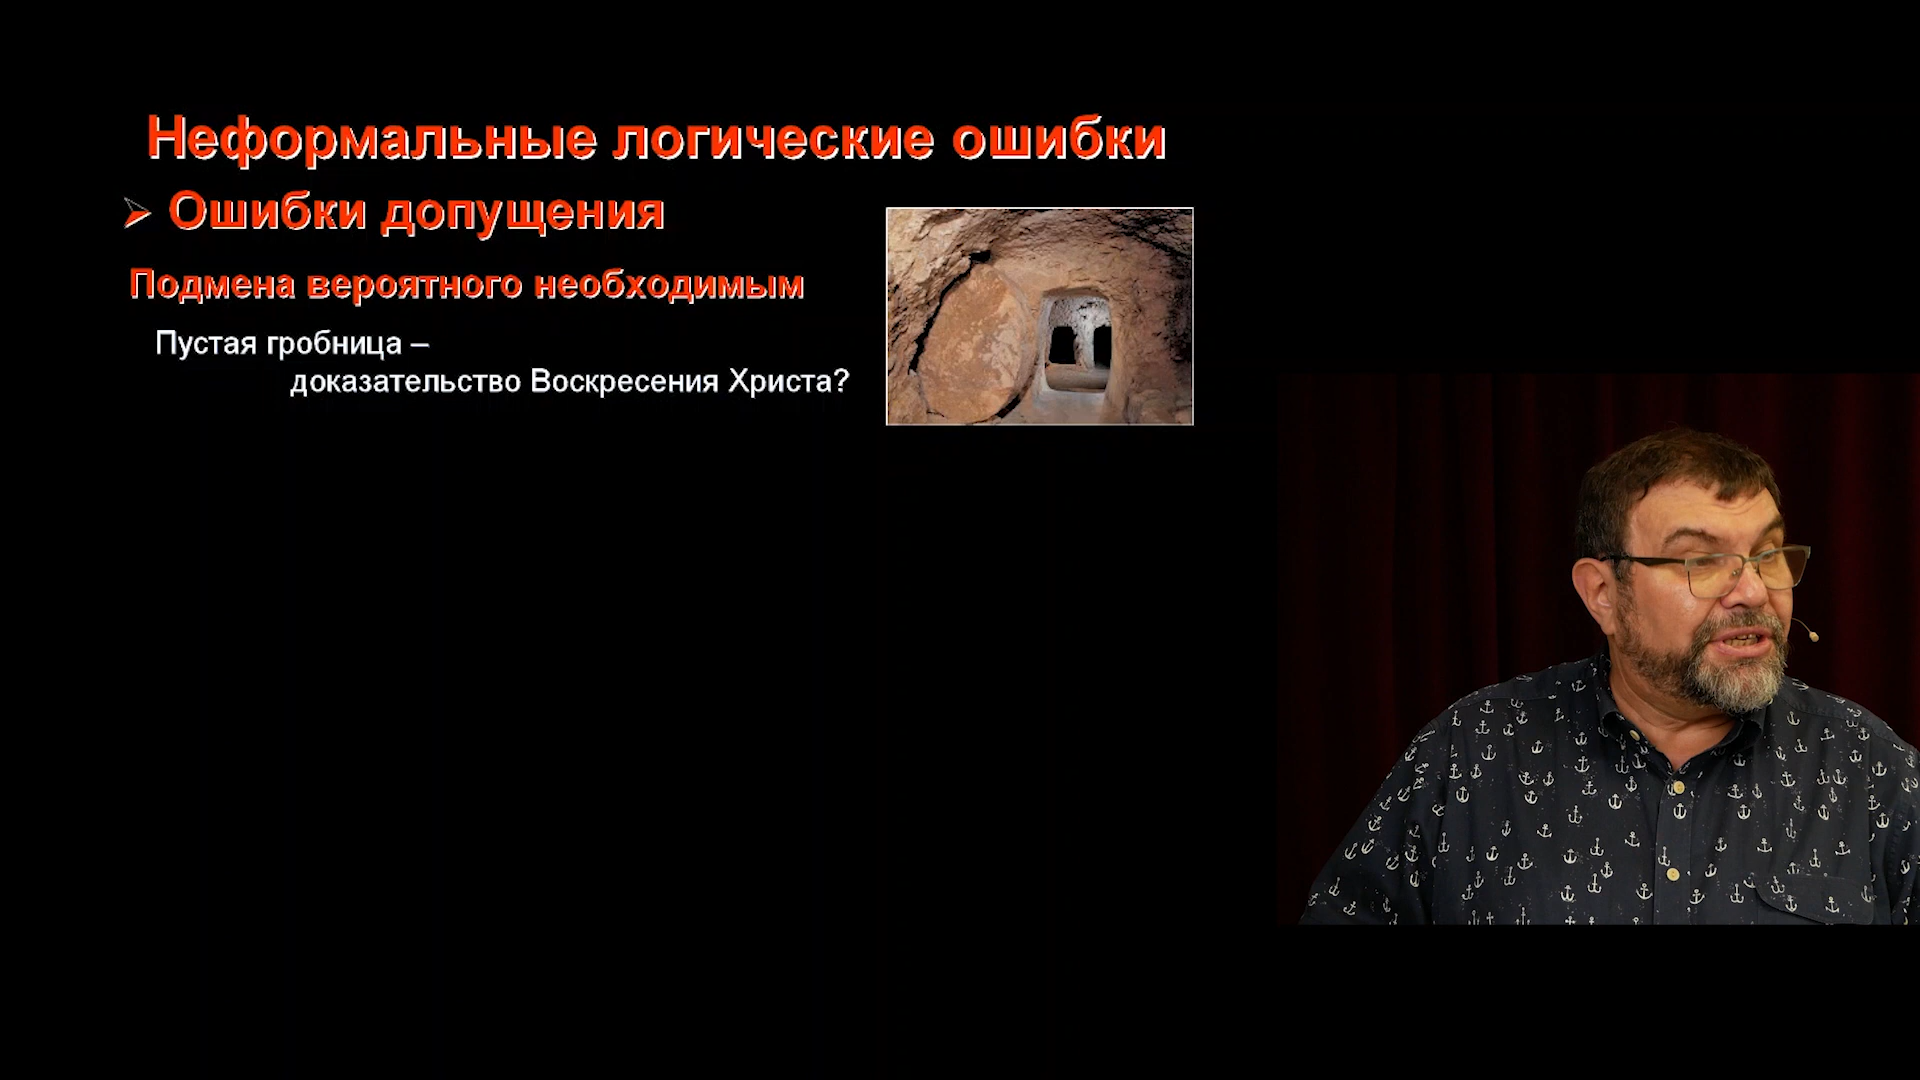 Неформальные логические ошибки
Ошибки допущения
Подмена вероятного необходимым
Пустая гробница –
доказательство Воскресения Христа?